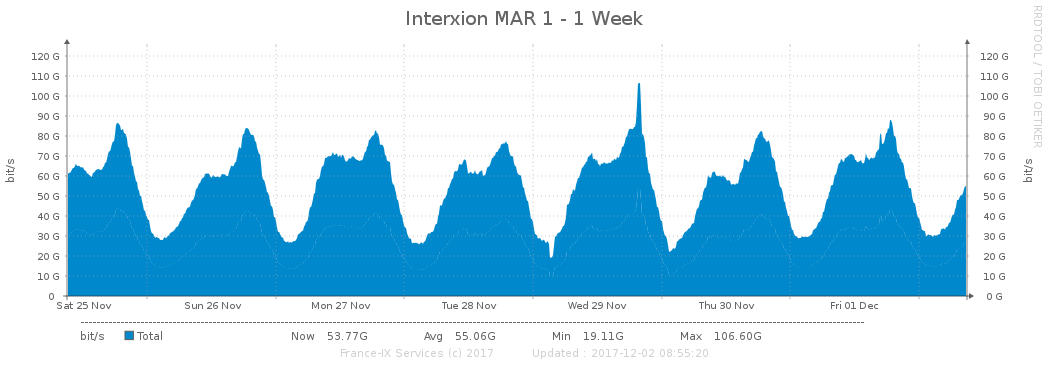 Interxion MAR 1 - 1 Week
RRDTOOL / TOBI OETIKER
120 G 120 G
110 G 110 G
100 G 100 G
90 G 90 G
80 G 80 G
70 G 70 G
60 G 60 G
50 G 50 G
40 G 40 G
30 G 30 G
20 G 20 G
10 G 10 G
0 0 G
bit/s
bit/s
Sat 25 Nov Sun 26 Nov Mon 27 Nov Tue 28 Nov Wed 29 Nov Thu 30 Nov Fri 01 Dec
bit/s Total Now 53.77G Avg 55.06G Min 19.11G Max 106.60G
France-IX Services (c) 2017 Updated : 2017-12-02 08:55:20